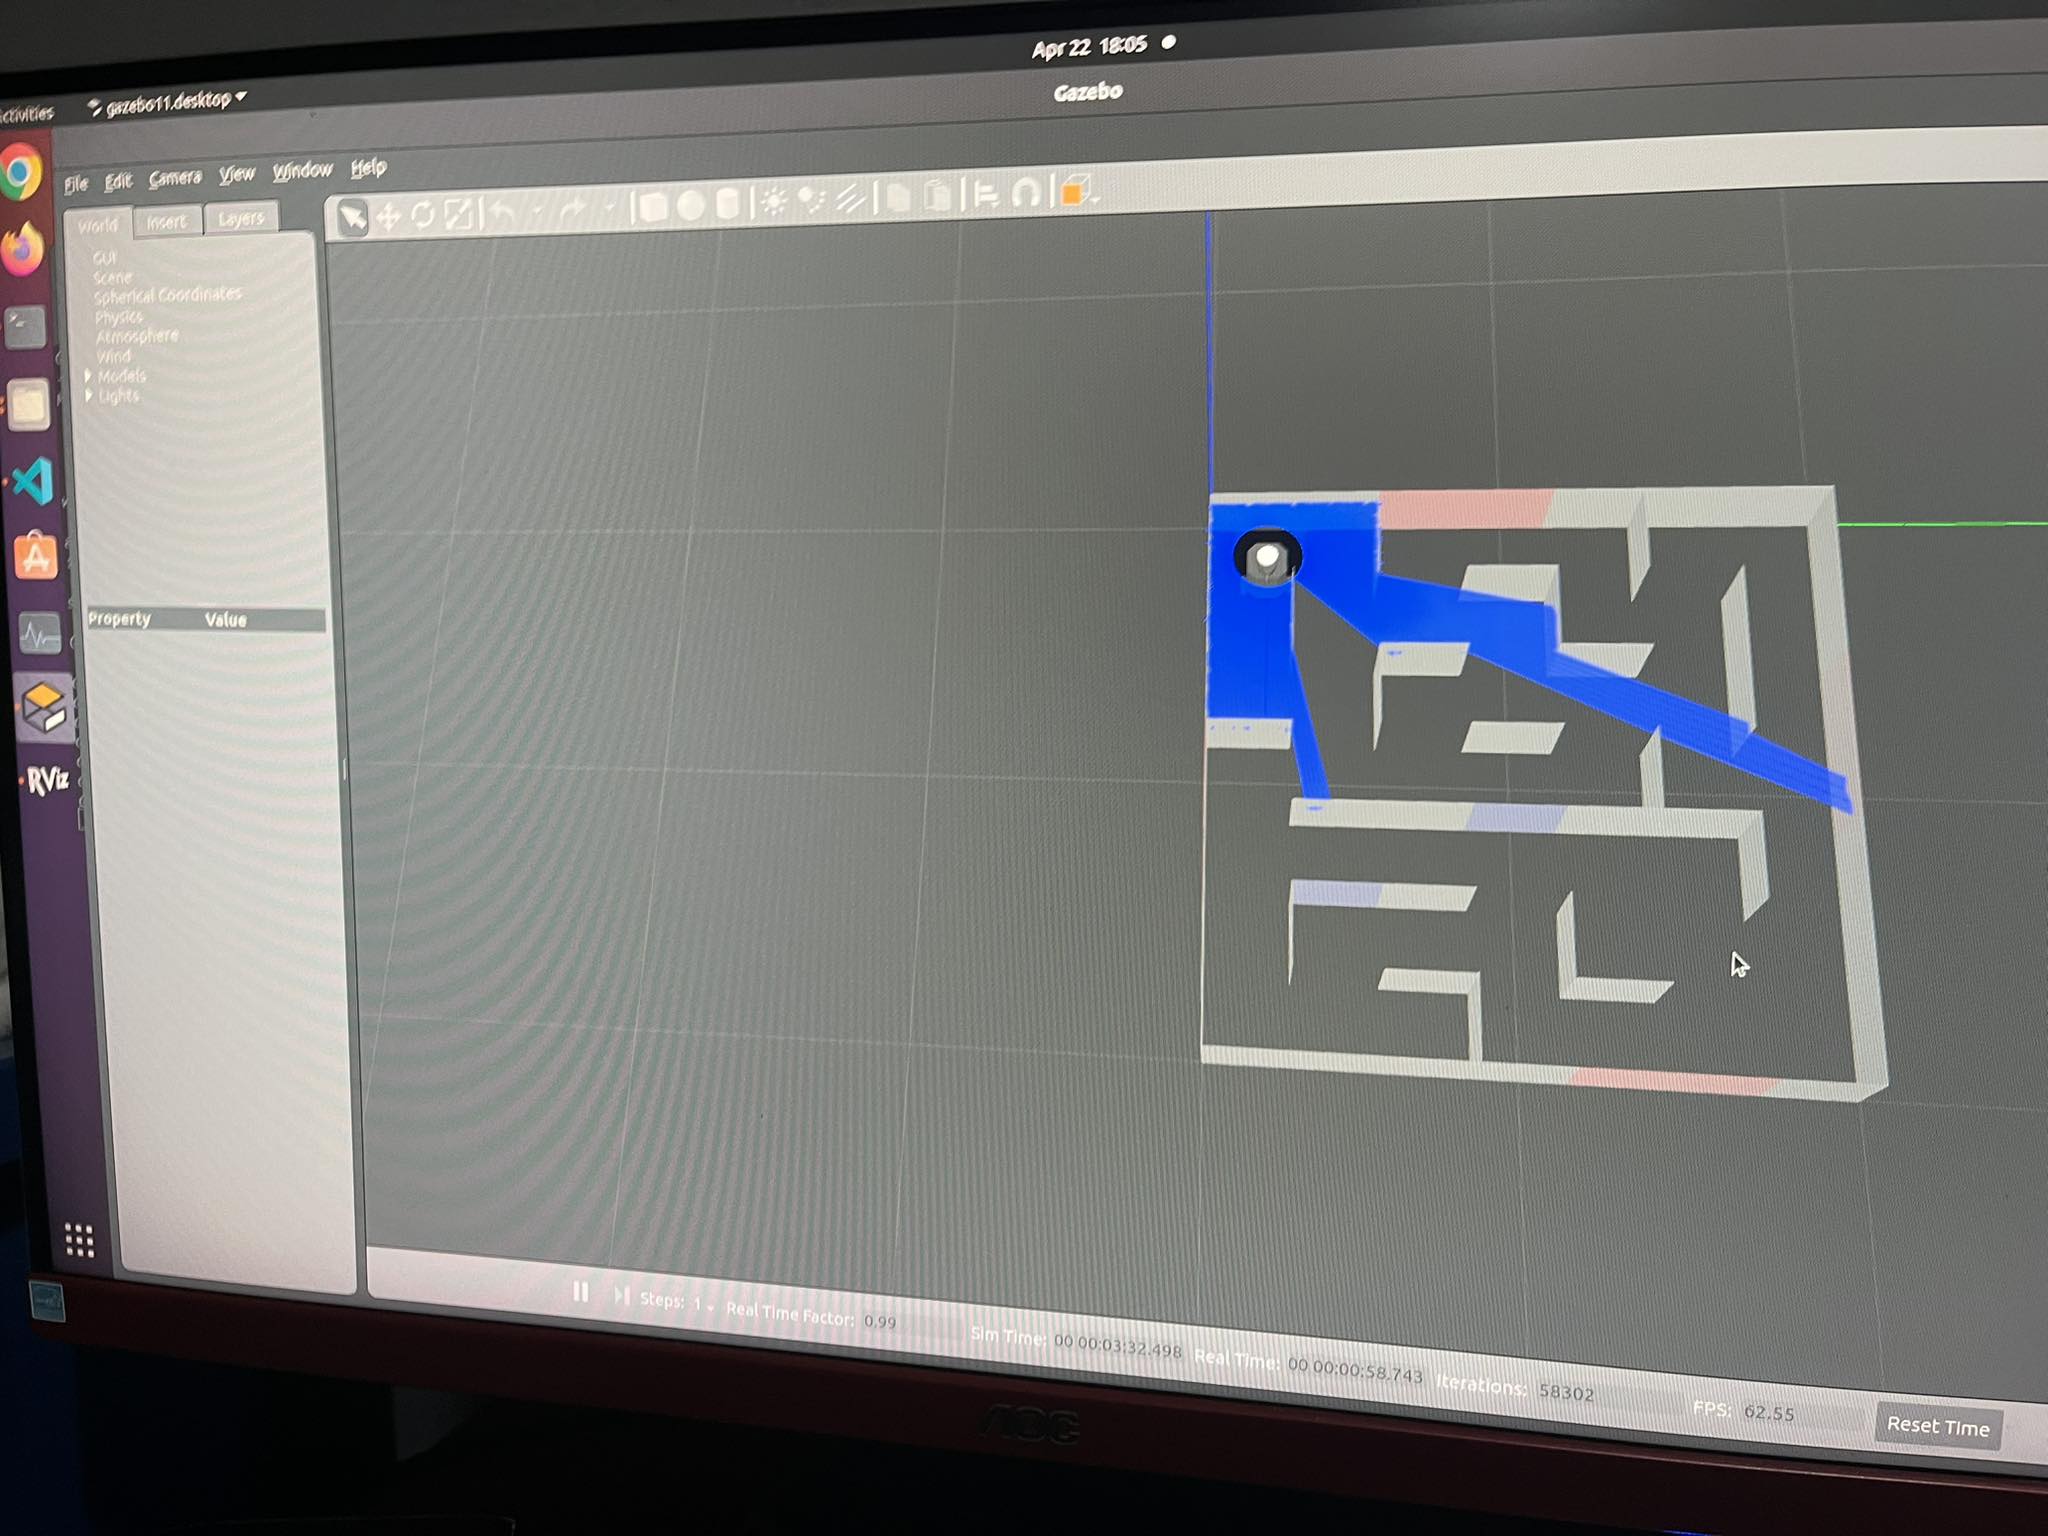 Apr 22 18:05
ctivities
gazebo11.desktop
Gazebo
File Edit Camera View Window Help
World Insert Layers
GUI
Scene
Spherical Coordinates
Physics
Atmosphere
Wind
Models
Lights
Property Value
RViz
Steps: 1 Real Time Factor: 0.99 Sim Time: 00 00:03:32.498 Real Time: 00 00:00:58.743 Iterations: 58302 FPS: 62.55 Reset Time
AOC